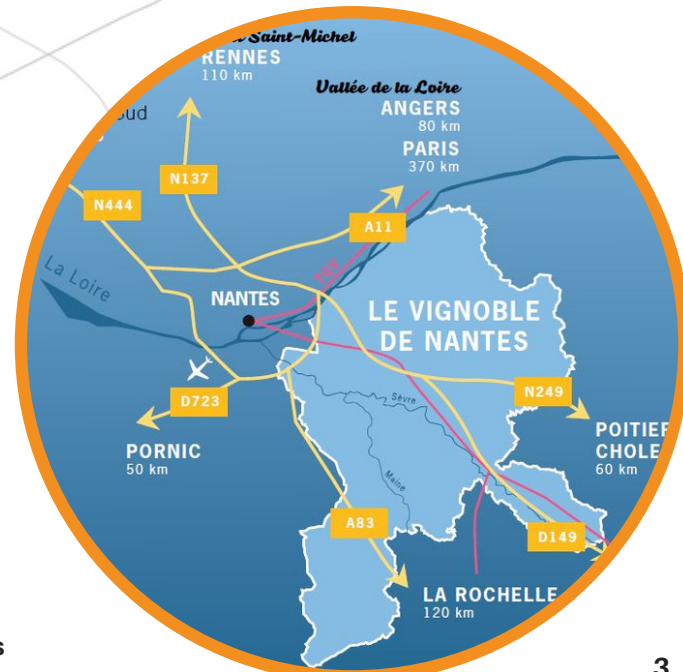 Saint-Michel
RENNES
110 km
Vallée de la Loire
ANGERS
80 km
PARIS
370 km
N137
N444
A11
La Loire
TGV
NANTES
LE VIGNOBLE
DE NANTES
D723
N249
Sèvre
PORNIC
50 km
POITIE
CHOLE
60 km
Maine
A83
D149
LA ROCHELLE
120 km
3